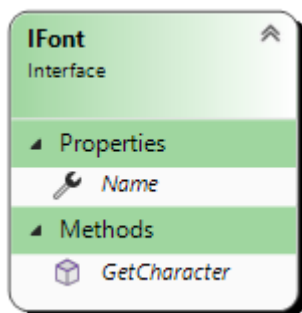 IFont
Interface
Properties
Name
Methods
GetCharacter